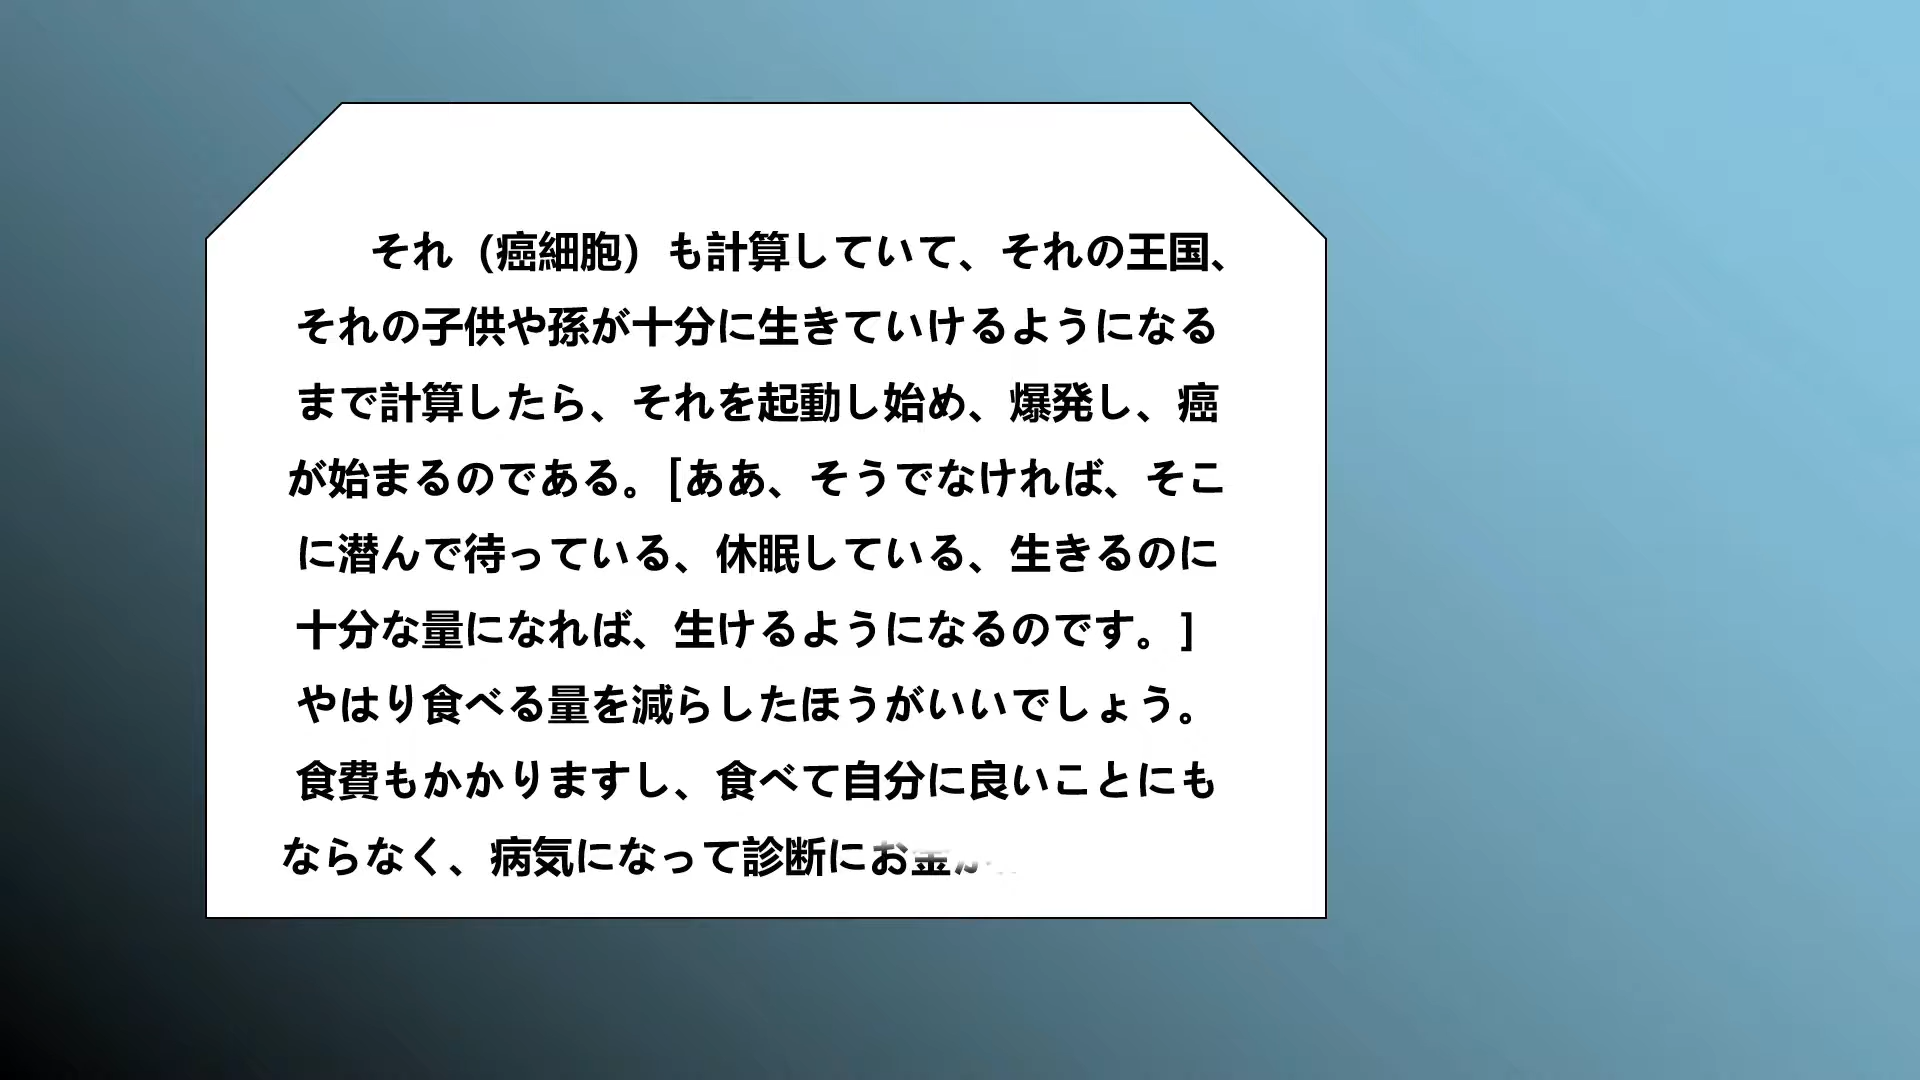 それ（癌細胞）も計算していて、それの王国、
それの子供や孫が十分に生きていけるようになる
まで計算したら、それを起動し始め、爆発し、癌
が始まるのである。[ああ、そうでなければ、そこ
に潜んで待っている、休眠している、生きるのに
十分な量になれば、生けるようになるのです。]
やはり食べる量を減らしたほうがいいでしょう。
食費もかかりますし、食べて自分に良いことにも
ならなく、病気になって診断にお金が